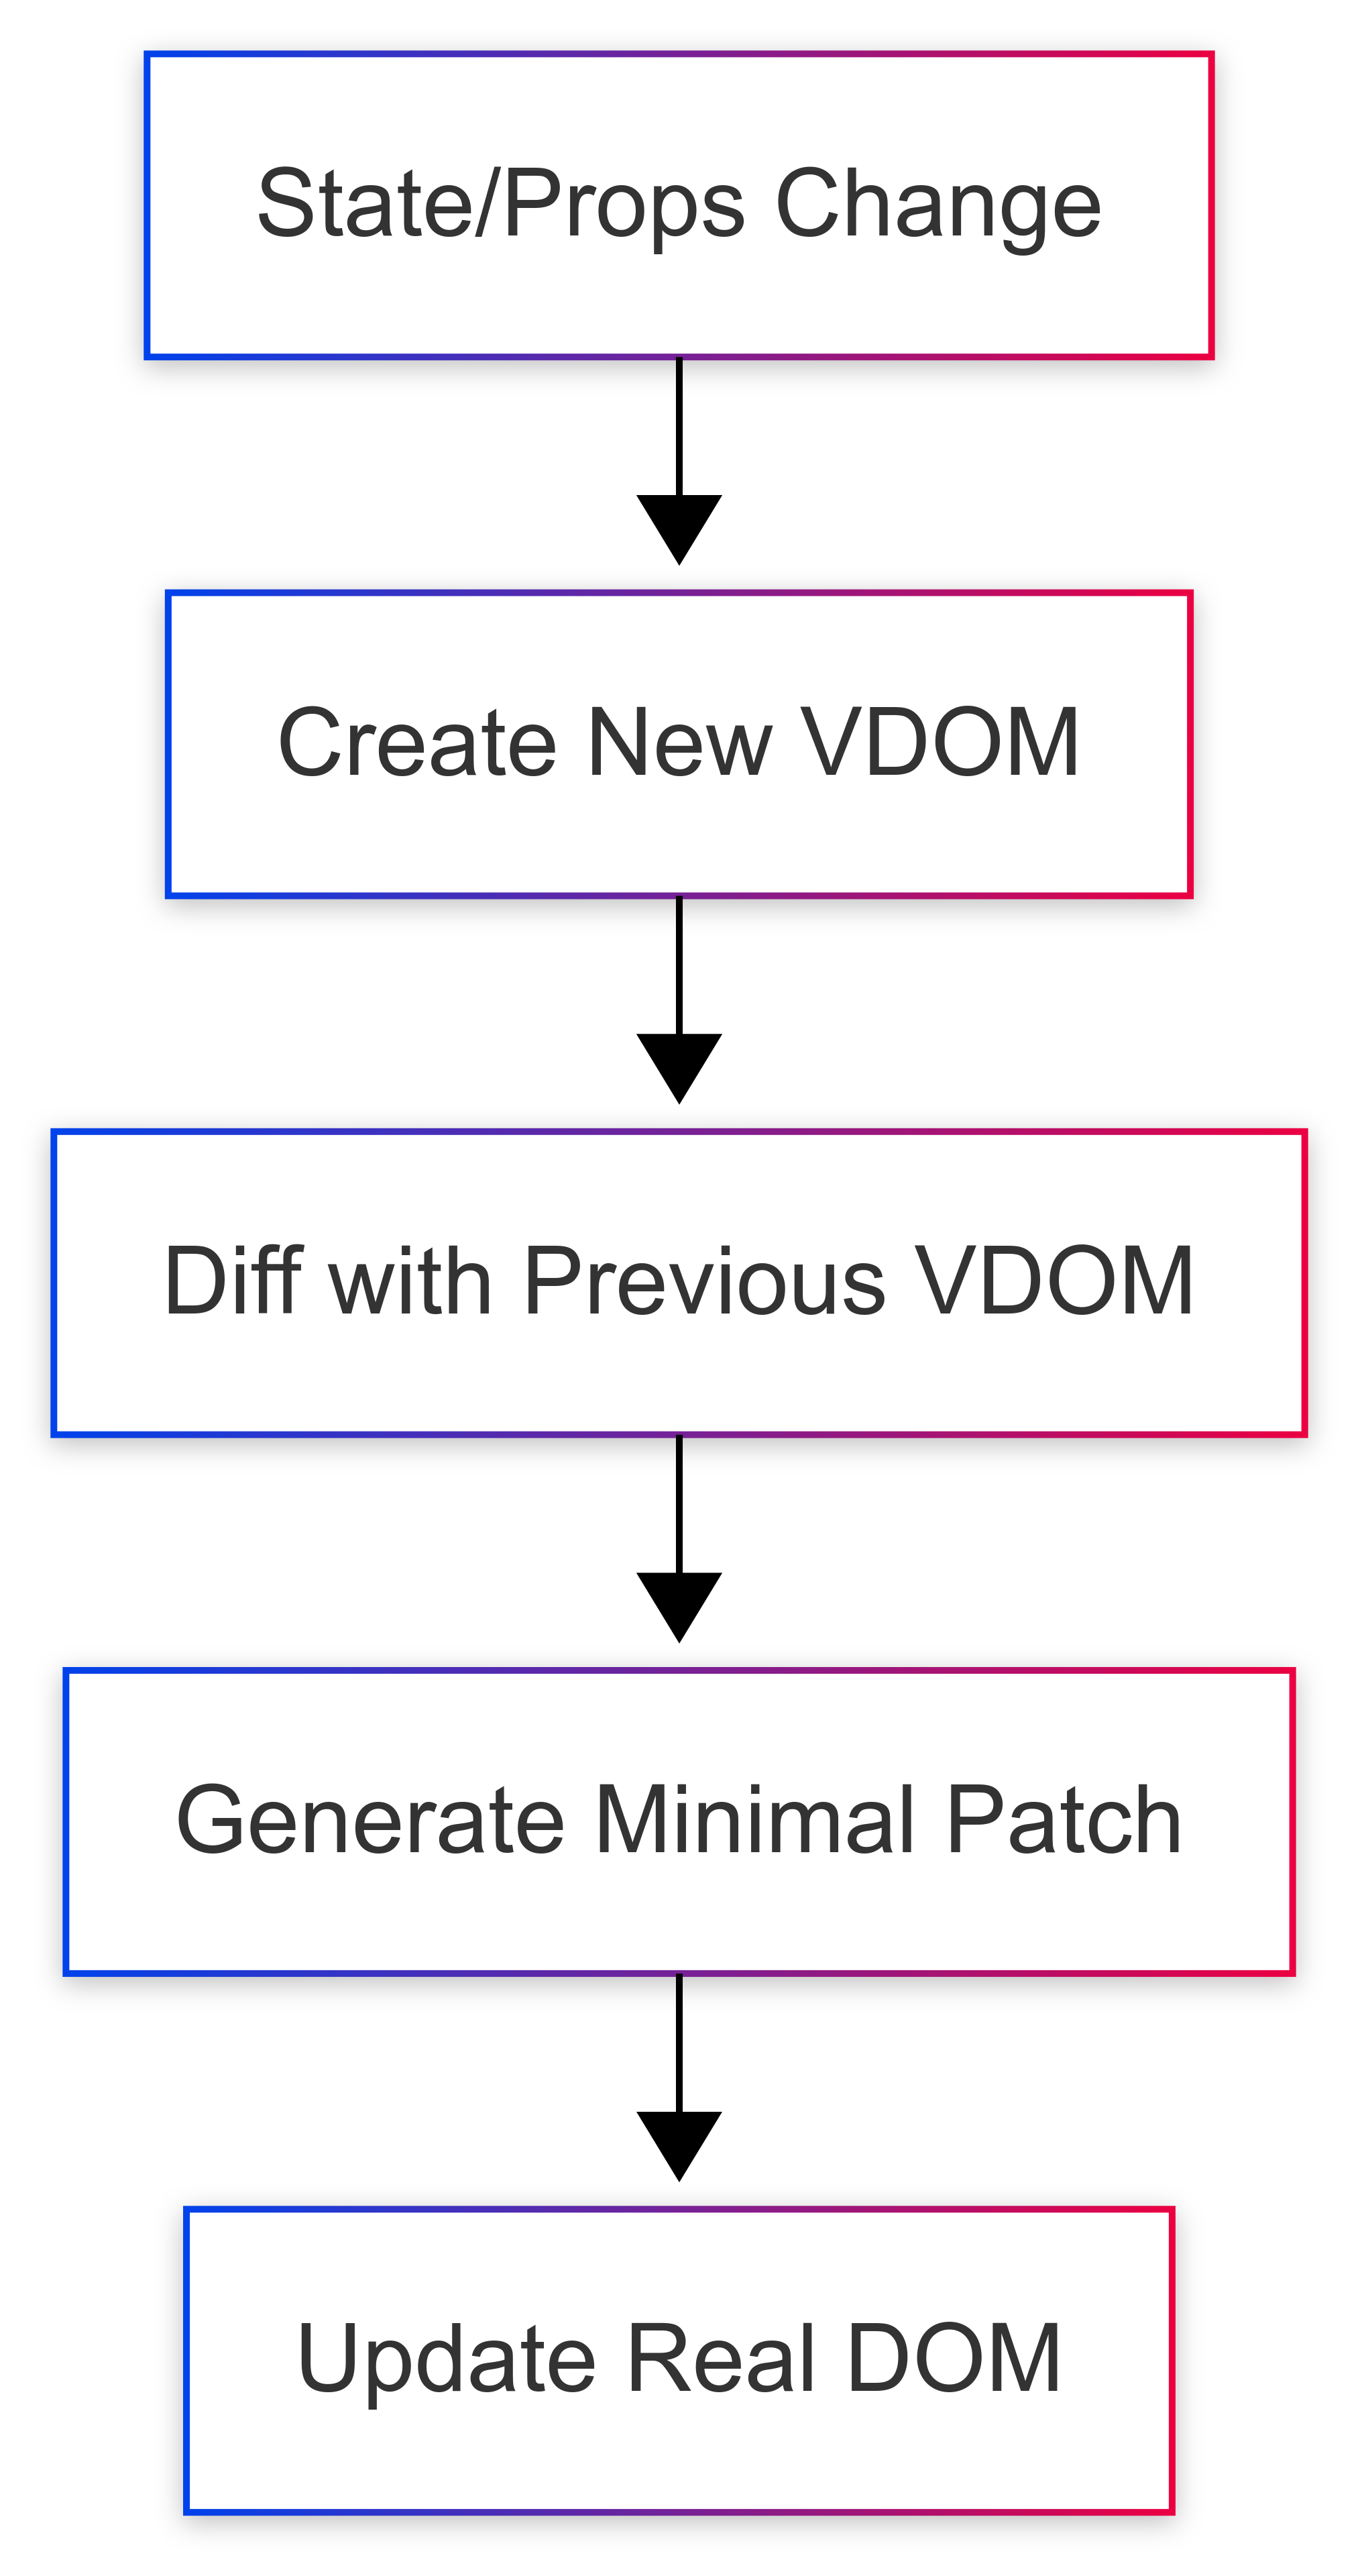 State/Props Change
Create New VDOM
Diff with Previous VDOM
Generate Minimal Patch
Update Real DOM